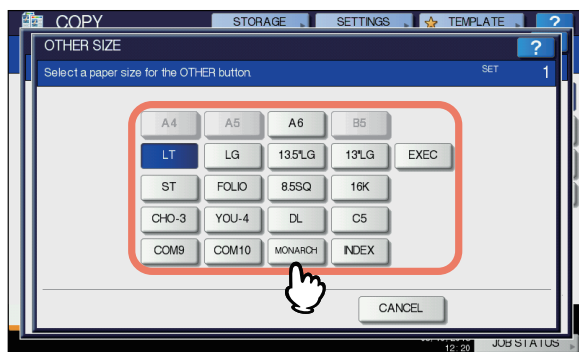 COPY STORAGE SETTINGS TEMPLATE ?
OTHER SIZE ?
Select a paper size for the OTHER button. SET 1
A4 A5 A6 B5
LT LG 13.5"LG 13"LG EXEC
ST FOLIO 8.5SQ 16K
CHO-3 YOU-4 DL C5
COM9 COM10 MONARCH INDEX
CANCEL
12:20 JOB STATUS